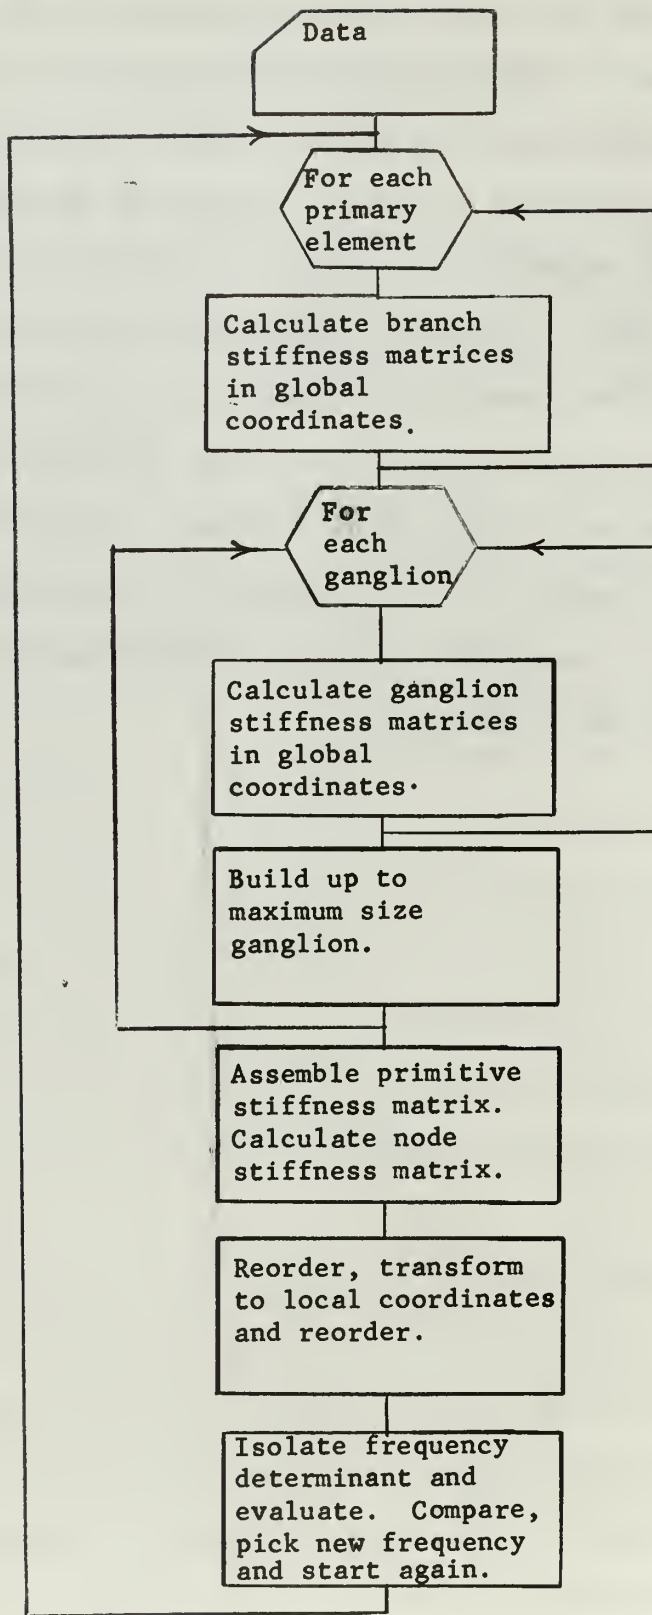 Data
For each
primary
element
Calculate branch
stiffness matrices
in global
coordinates.
For
each
ganglion
Calculate ganglion
stiffness matrices
in global
coordinates.
Build up to
maximum size
ganglion.
Assemble primitive
stiffness matrix.
Calculate node
stiffness matrix.
Reorder, transform
to local coordinates
and reorder.
Isolate frequency
determinant and
evaluate. Compare,
pick new frequency
and start again.